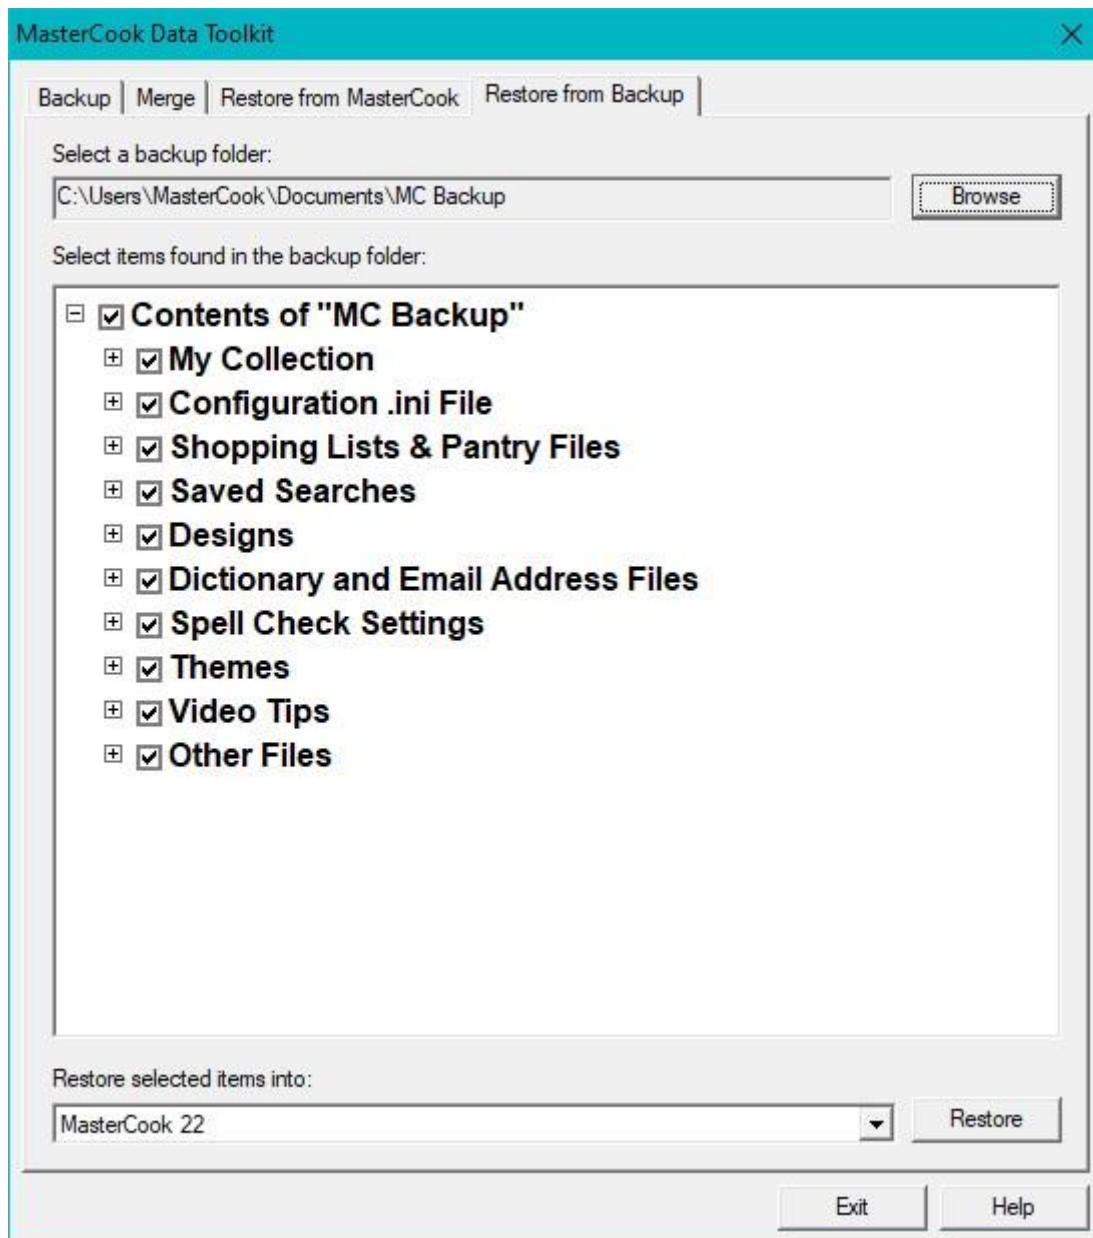 MasterCook Data Toolkit
Backup Merge Restore from MasterCook Restore from Backup
Select a backup folder:
C:\Users\MasterCook\Documents\MC Backup Browse
Select items found in the backup folder:
Contents of "MC Backup"
My Collection
Configuration .ini File
Shopping Lists & Pantry Files
Saved Searches
Designs
Dictionary and Email Address Files
Spell Check Settings
Themes
Video Tips
Other Files
Restore selected items into:
MasterCook 22 Restore
Exit Help